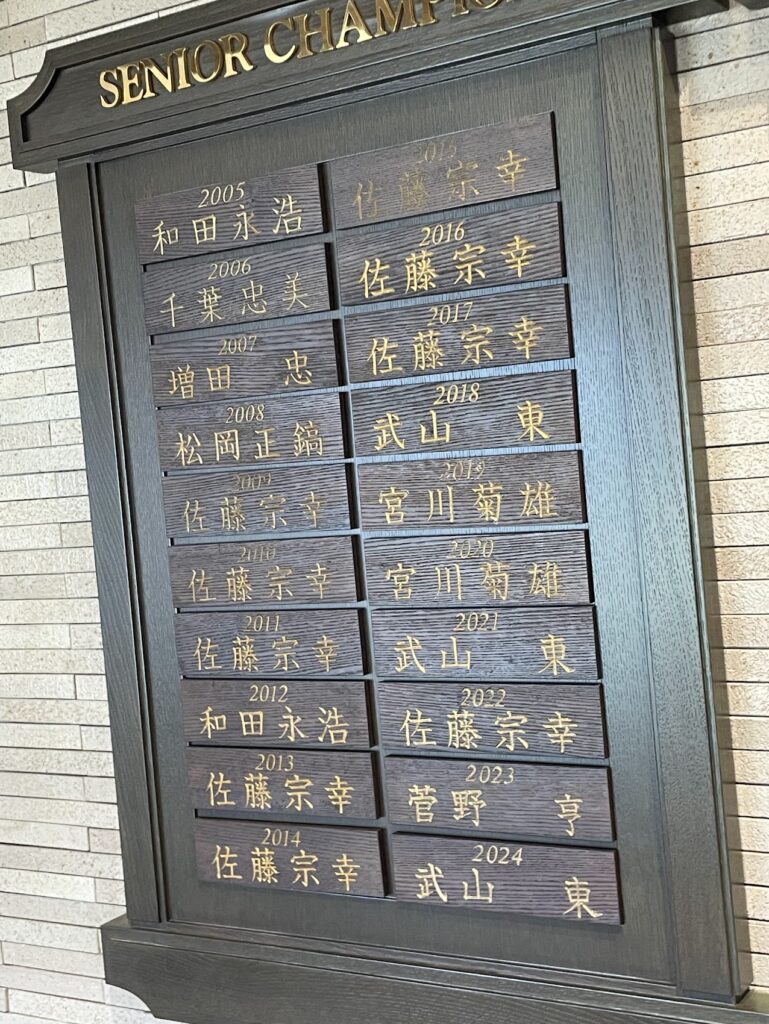 SENIOR CHAMPIO
2005
和田永浩
2006
千葉忠美
2007
増田 忠
2008
松岡正鎬
2009
佐藤宗幸
2010
佐藤宗幸
2011
佐藤宗幸
2012
和田永浩
2013
佐藤宗幸
2014
佐藤宗幸
2015
佐藤宗幸
2016
佐藤宗幸
2017
佐藤宗幸
2018
武山 東
2019
宮川菊雄
2020
宮川菊雄
2021
武山 東
2022
佐藤宗幸
2023
菅野 亨
2024
武山 東